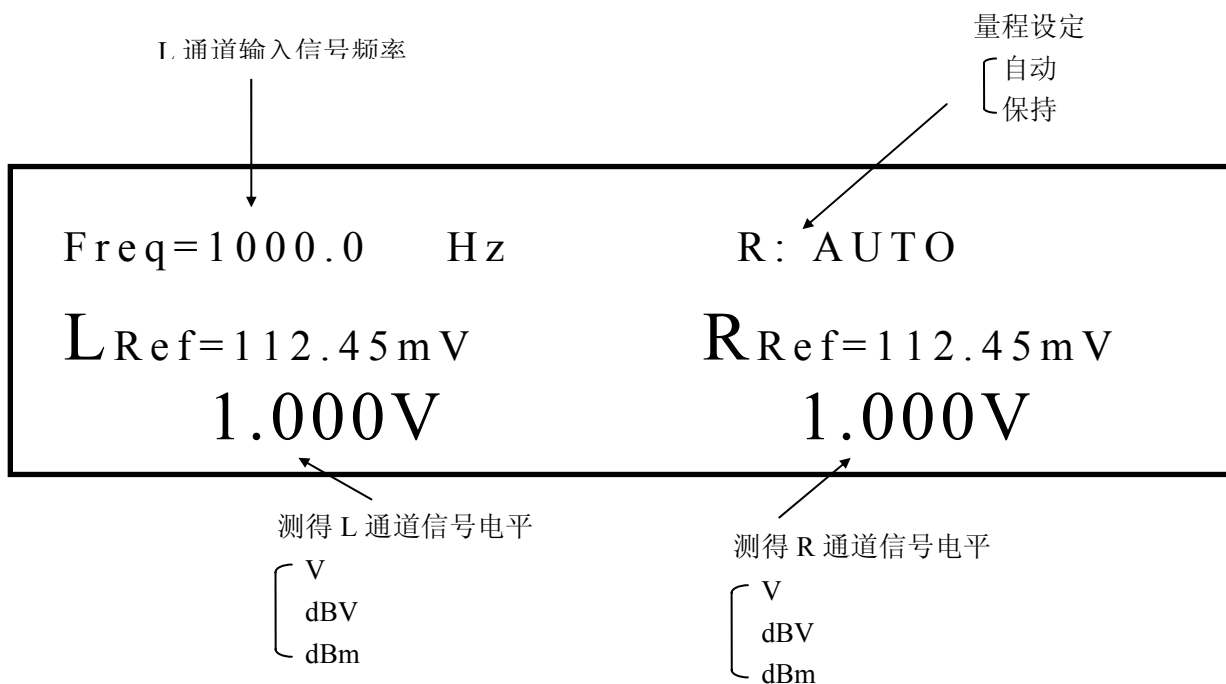 L 通道输入信号频率
量程设定
自动
保持
Freq=1000.0 Hz R: AUTO
L Ref=112.45mV R Ref=112.45mV
1.000V 1.000V
测得 L 通道信号电平
V
dBV
dBm
测得 R 通道信号电平
V
dBV
dBm